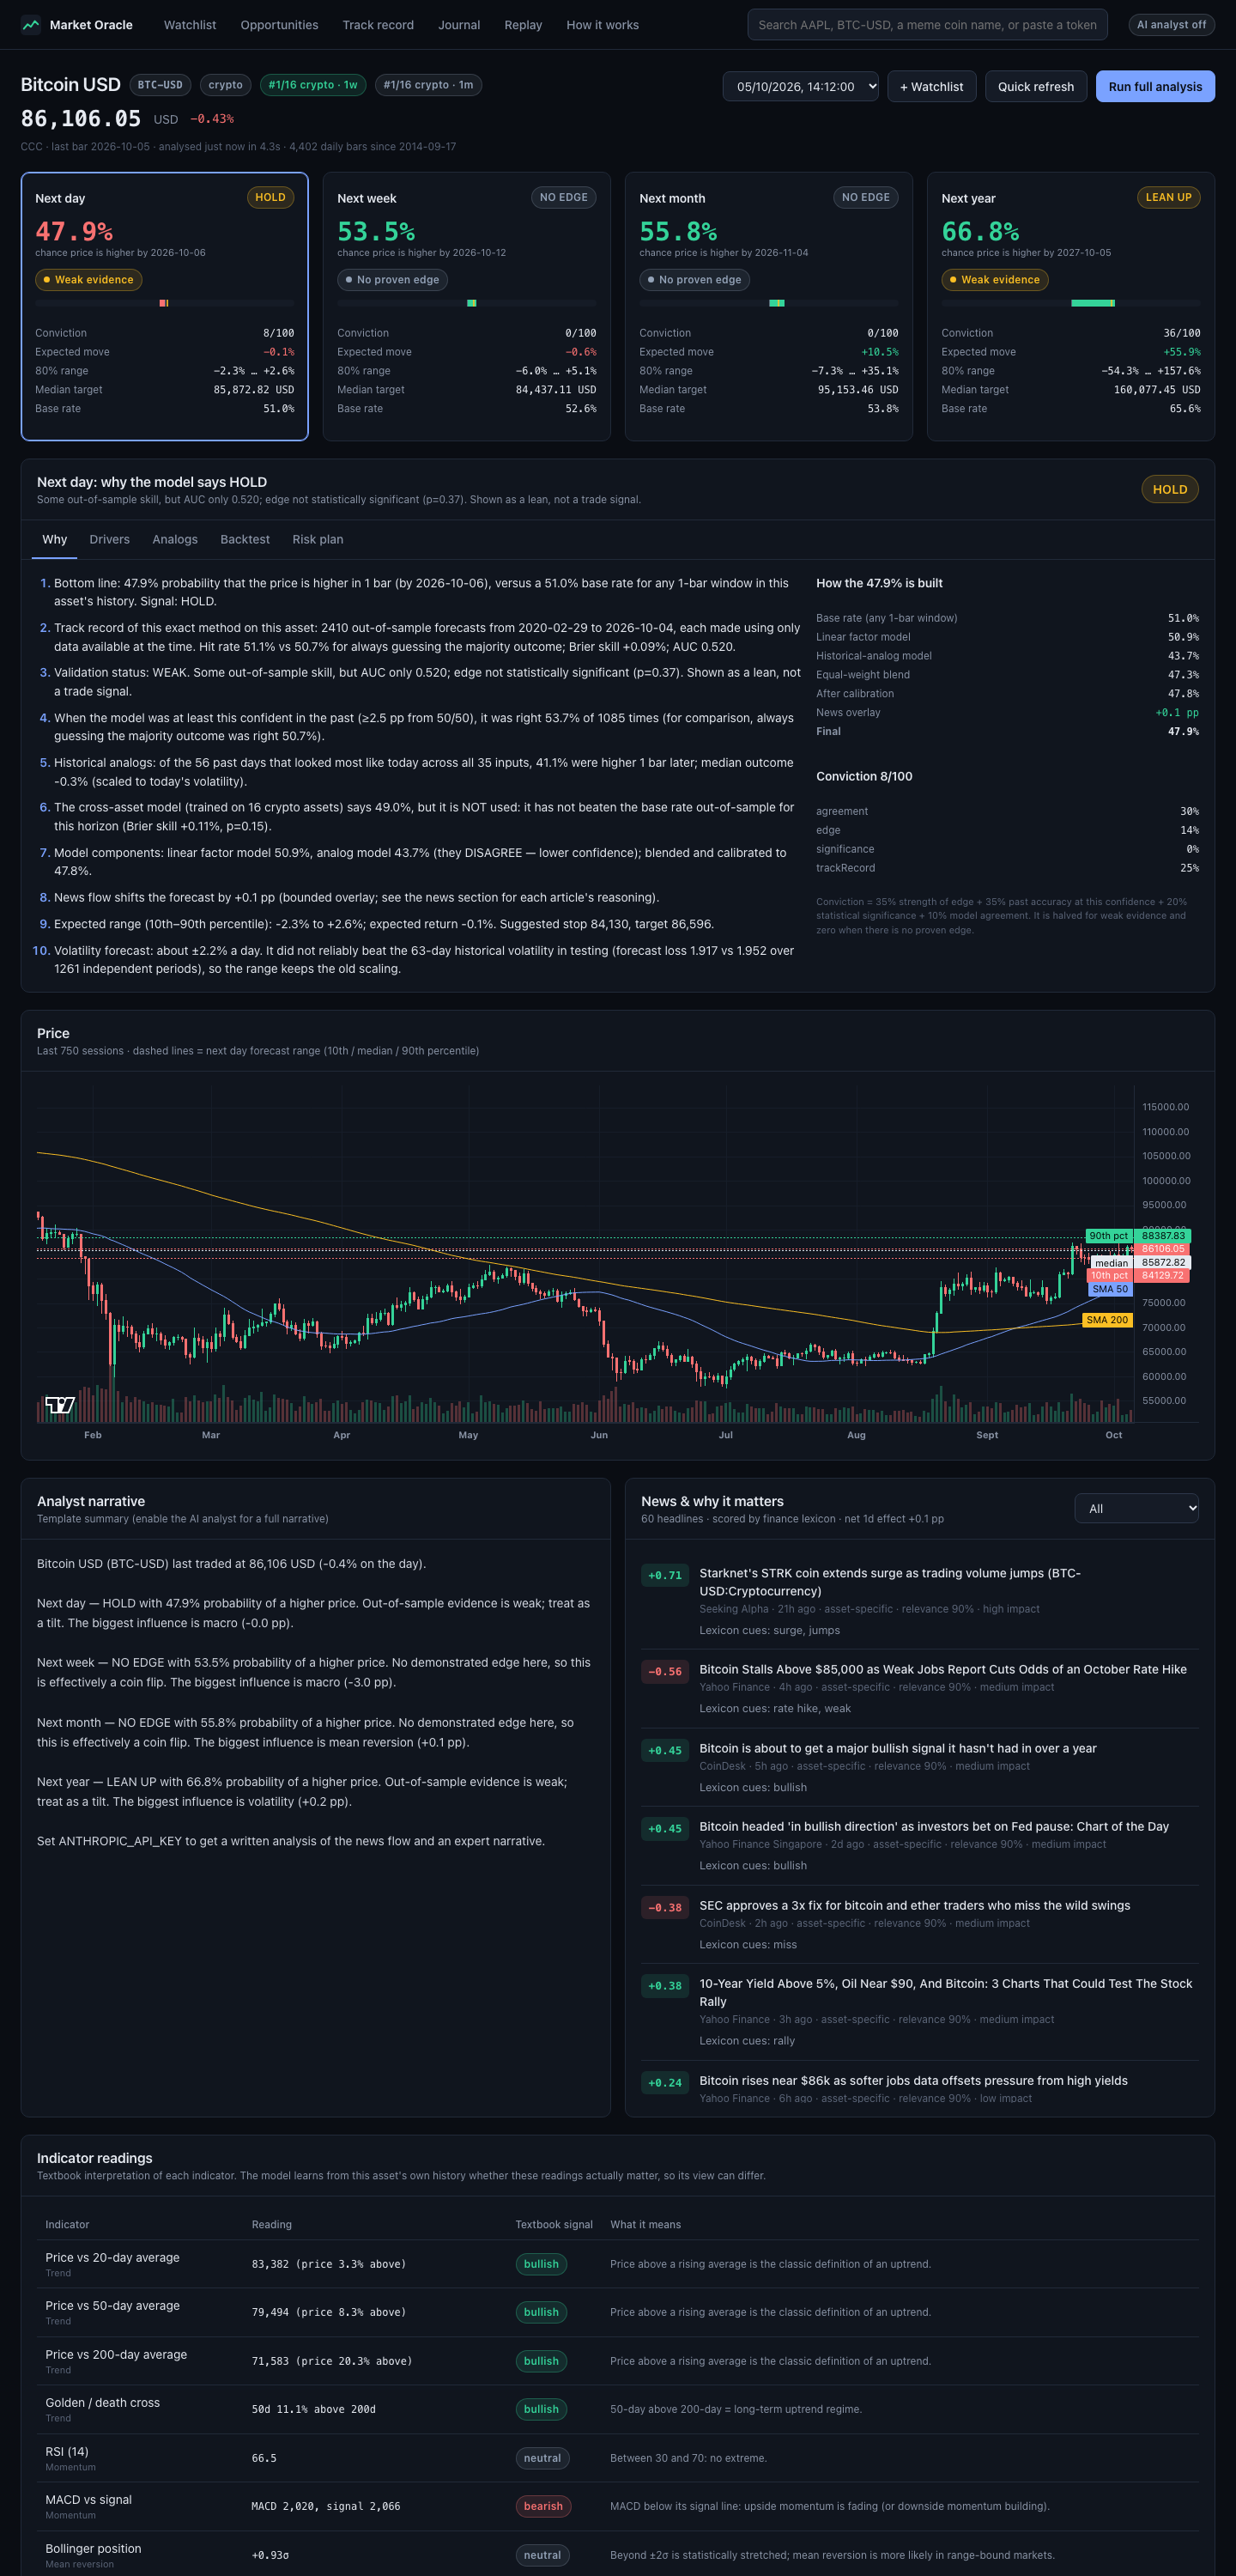 Market Oracle
Watchlist
Opportunities
Track record
Journal
Replay
How it works
Search AAPL, BTC-USD, a meme coin name, or paste a token
AI analyst off
Bitcoin USD
BTC-USD
crypto
#1/16 crypto · 1w
#1/16 crypto · 1m
05/10/2026, 14:12:00
+ Watchlist
Quick refresh
Run full analysis
86,106.05 USD −0.43%
CCC · last bar 2026-10-05 · analysed just now in 4.3s · 4,402 daily bars since 2014-09-17
Next day
HOLD
47.9%
chance price is higher by 2026-10-06
Weak evidence
Conviction 8/100
Expected move −0.1%
80% range −2.3% … +2.6%
Median target 85,872.82 USD
Base rate 51.0%
Next week
NO EDGE
53.5%
chance price is higher by 2026-10-12
No proven edge
Conviction 0/100
Expected move −0.6%
80% range −6.0% … +5.1%
Median target 84,437.11 USD
Base rate 52.6%
Next month
NO EDGE
55.8%
chance price is higher by 2026-11-04
No proven edge
Conviction 0/100
Expected move +10.5%
80% range −7.3% … +35.1%
Median target 95,153.46 USD
Base rate 53.8%
Next year
LEAN UP
66.8%
chance price is higher by 2027-10-05
Weak evidence
Conviction 36/100
Expected move +55.9%
80% range −54.3% … +157.6%
Median target 160,077.45 USD
Base rate 65.6%
Next day: why the model says HOLD
Some out-of-sample skill, but AUC only 0.520; edge not statistically significant (p=0.37). Shown as a lean, not a trade signal.
HOLD
Why
Drivers
Analogs
Backtest
Risk plan
1. Bottom line: 47.9% probability that the price is higher in 1 bar (by 2026-10-06), versus a 51.0% base rate for any 1-bar window in this
asset's history. Signal: HOLD.
2. Track record of this exact method on this asset: 2410 out-of-sample forecasts from 2020-02-29 to 2026-10-04, each made using only
data available at the time. Hit rate 51.1% vs 50.7% for always guessing the majority outcome; Brier skill +0.09%; AUC 0.520.
3. Validation status: WEAK. Some out-of-sample skill, but AUC only 0.520; edge not statistically significant (p=0.37). Shown as a lean, not
a trade signal.
4. When the model was at least this confident in the past (≥2.5 pp from 50/50), it was right 53.7% of 1085 times (for comparison, always
guessing the majority outcome was right 50.7%).
5. Historical analogs: of the 56 past days that looked most like today across all 35 inputs, 41.1% were higher 1 bar later; median outcome
-0.3% (scaled to today's volatility).
6. The cross-asset model (trained on 16 crypto assets) says 49.0%, but it is NOT used: it has not beaten the base rate out-of-sample for
this horizon (Brier skill +0.11%, p=0.15).
7. Model components: linear factor model 50.9%, analog model 43.7% (they DISAGREE — lower confidence); blended and calibrated to
47.8%.
8. News flow shifts the forecast by +0.1 pp (bounded overlay; see the news section for each article's reasoning).
9. Expected range (10th–90th percentile): -2.3% to +2.6%; expected return -0.1%. Suggested stop 84,130, target 86,596.
10. Volatility forecast: about ±2.2% a day. It did not reliably beat the 63-day historical volatility in testing (forecast loss 1.917 vs 1.952 over
1261 independent periods), so the range keeps the old scaling.
How the 47.9% is built
Base rate (any 1-bar window) 51.0%
Linear factor model 50.9%
Historical-analog model 43.7%
Equal-weight blend 47.3%
After calibration 47.8%
News overlay +0.1 pp
Final 47.9%
Conviction 8/100
agreement 30%
edge 14%
significance 0%
trackRecord 25%
Conviction = 35% strength of edge + 35% past accuracy at this confidence + 20%
statistical significance + 10% model agreement. It is halved for weak evidence and
zero when there is no proven edge.
Price
Last 750 sessions · dashed lines = next day forecast range (10th / median / 90th percentile)
115000.00
110000.00
105000.00
100000.00
95000.00
90th pct 88387.83
86106.05
median 85872.82
10th pct 84129.72
SMA 50
75000.00
SMA 200
70000.00
65000.00
60000.00
55000.00
Feb Mar Apr May Jun Jul Aug Sept Oct
Analyst narrative
Template summary (enable the AI analyst for a full narrative)
Bitcoin USD (BTC-USD) last traded at 86,106 USD (-0.4% on the day).
Next day — HOLD with 47.9% probability of a higher price. Out-of-sample evidence is weak; treat as
a tilt. The biggest influence is macro (-0.0 pp).
Next week — NO EDGE with 53.5% probability of a higher price. No demonstrated edge here, so this
is effectively a coin flip. The biggest influence is macro (-3.0 pp).
Next month — NO EDGE with 55.8% probability of a higher price. No demonstrated edge here, so
this is effectively a coin flip. The biggest influence is mean reversion (+0.1 pp).
Next year — LEAN UP with 66.8% probability of a higher price. Out-of-sample evidence is weak;
treat as a tilt. The biggest influence is volatility (+0.2 pp).
Set ANTHROPIC_API_KEY to get a written analysis of the news flow and an expert narrative.
News & why it matters
60 headlines · scored by finance lexicon · net 1d effect +0.1 pp
All
+0.71
Starknet's STRK coin extends surge as trading volume jumps (BTC-
USD:Cryptocurrency)
Seeking Alpha · 21h ago · asset-specific · relevance 90% · high impact
Lexicon cues: surge, jumps
−0.56
Bitcoin Stalls Above $85,000 as Weak Jobs Report Cuts Odds of an October Rate Hike
Yahoo Finance · 4h ago · asset-specific · relevance 90% · medium impact
Lexicon cues: rate hike, weak
+0.45
Bitcoin is about to get a major bullish signal it hasn't had in over a year
CoinDesk · 5h ago · asset-specific · relevance 90% · medium impact
Lexicon cues: bullish
+0.45
Bitcoin headed 'in bullish direction' as investors bet on Fed pause: Chart of the Day
Yahoo Finance Singapore · 2d ago · asset-specific · relevance 90% · medium impact
Lexicon cues: bullish
−0.38
SEC approves a 3x fix for bitcoin and ether traders who miss the wild swings
CoinDesk · 2h ago · asset-specific · relevance 90% · medium impact
Lexicon cues: miss
+0.38
10-Year Yield Above 5%, Oil Near $90, And Bitcoin: 3 Charts That Could Test The Stock
Rally
Yahoo Finance · 3h ago · asset-specific · relevance 90% · medium impact
Lexicon cues: rally
+0.24
Bitcoin rises near $86k as softer jobs data offsets pressure from high yields
Yahoo Finance · 6h ago · asset-specific · relevance 90% · low impact
Indicator readings
Textbook interpretation of each indicator. The model learns from this asset's own history whether these readings actually matter, so its view can differ.
Indicator Reading Textbook signal What it means
Price vs 20-day average
Trend
83,382 (price 3.3% above)
bullish
Price above a rising average is the classic definition of an uptrend.
Price vs 50-day average
Trend
79,494 (price 8.3% above)
bullish
Price above a rising average is the classic definition of an uptrend.
Price vs 200-day average
Trend
71,583 (price 20.3% above)
bullish
Price above a rising average is the classic definition of an uptrend.
Golden / death cross
Trend
50d 11.1% above 200d
bullish
50-day above 200-day = long-term uptrend regime.
RSI (14)
Momentum
66.5
neutral
Between 30 and 70: no extreme.
MACD vs signal
Momentum
MACD 2,020, signal 2,066
bearish
MACD below its signal line: upside momentum is fading (or downside momentum building).
Bollinger position
Mean reversion
+0.93σ
neutral
Beyond ±2σ is statistically stretched; mean reversion is more likely in range-bound markets.